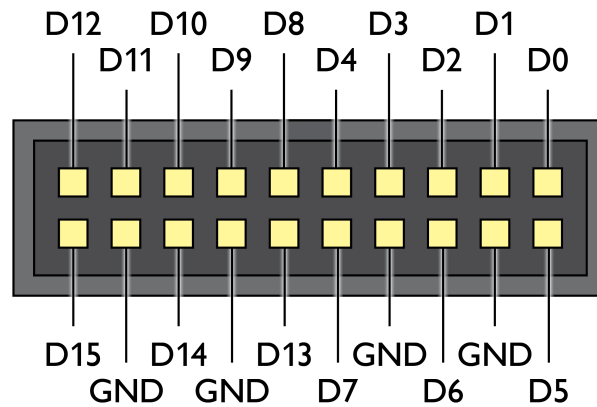 D12 D10 D8 D3 D1
D11 D9 D4 D2 D0
D15 D14 D13 GND GND
GND GND D7 D6 D5